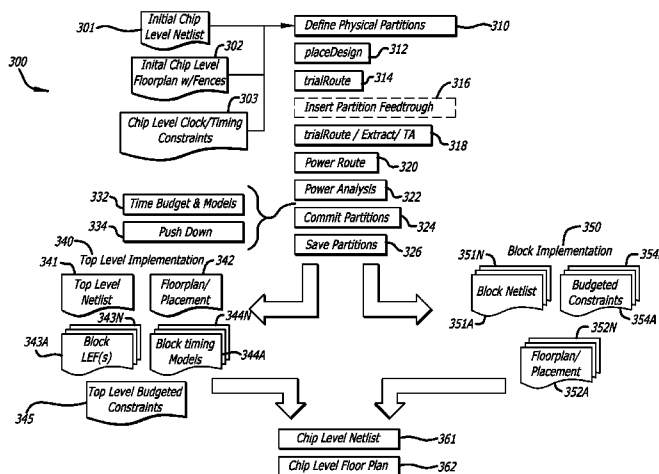 Initial Chip
Level Netlist
301
302
Inital Chip Level
Floorplan w/Fences
300
303
Chip Level Clock/Timing
Constraints
Define Physical Partitions
310
placeDesign
312
trialRoute
314
316
Insert Partition Feedtrough
trialRoute / Extract/ TA
318
Power Route
320
Power Analysis
322
Commit Partitions
324
Save Partitions
326
332
Time Budget & Models
334
Push Down
340
Top Level Implementation
341
342
Top Level
Netlist
Floorplan/
Placement
343N
344N
343A
Block
LEF(s)
Block timing
Models
344A
Top Level Budgeted
Constraints
345
350
Block Implementation
351N
Block Netlist
351A
Budgeted
Constraints
354A
352N
Floorplan/
Placement
352A
Chip Level Netlist
361
Chip Level Floor Plan
362